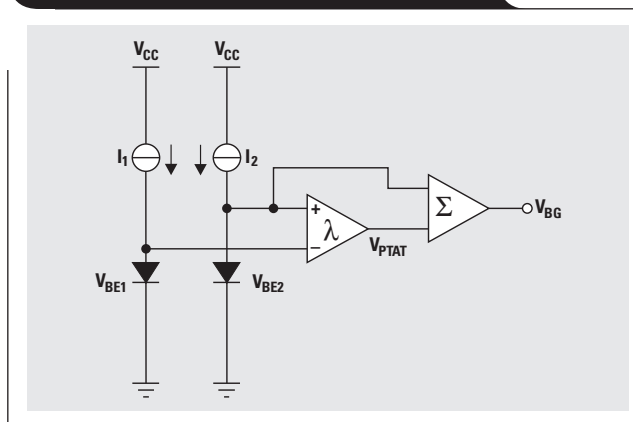 V_CC V_CC
I_1 I_2
+
λ
−
Σ
V_BG
V_PTAT
V_BE1 V_BE2